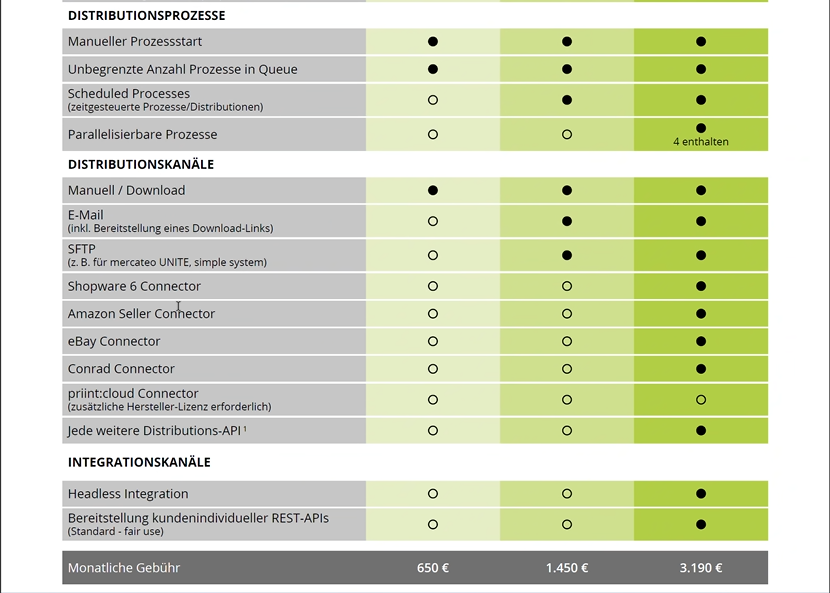 DISTRIBUTIONSPROZESSE
Manueller Prozessstart
Unbegrenzte Anzahl Prozesse in Queue
Scheduled Processes
(zeitgesteuerte Prozesse/Distributionen)
Parallelisierbare Prozesse
4 enthalten
DISTRIBUTIONSKANÄLE
Manuell / Download
E-Mail
(inkl. Bereitstellung eines Download-Links)
SFTP
(z. B. für mercateo UNITE, simple system)
Shopware 6 Connector
Amazon Seller Connector
eBay Connector
Conrad Connector
priint:cloud Connector
(zusätzliche Hersteller-Lizenz erforderlich)
Jede weitere Distributions-API ¹
INTEGRATIONSKANÄLE
Headless Integration
Bereitstellung kundenindividueller REST-APIs
(Standard - fair use)
Monatliche Gebühr 650 € 1.450 € 3.190 €